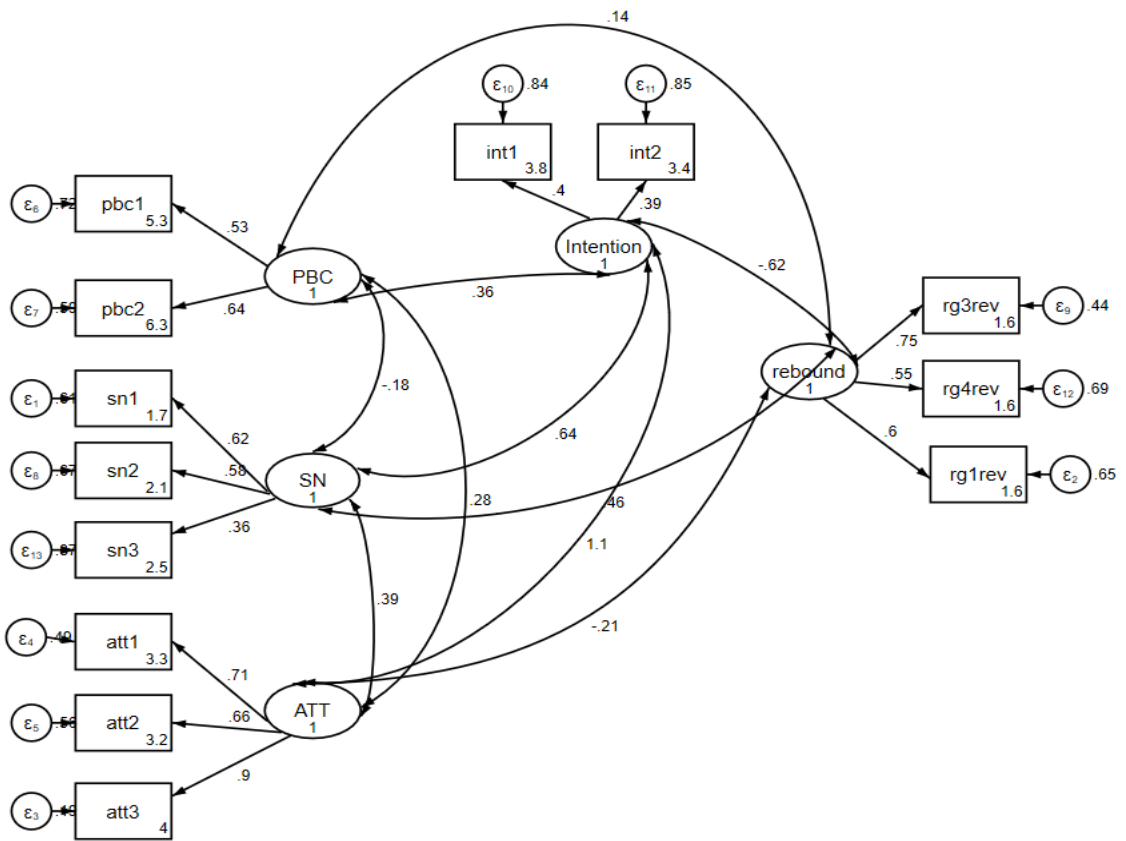 .14
ε10 .84
ε11 .85
int1
3.8
int2
3.4
.4
.39
ε6
pbc1
5.3
.53
Intention
1
PBC
1
-.62
.36
ε7
pbc2
6.3
.64
rg3rev
1.6
ε9 .44
.75
rebound
1
.55
rg4rev
1.6
ε12 .69
-.18
ε1
sn1
1.7
.62
.6
.64
ε8
sn2
2.1
.58
SN
1
rg1rev
1.6
ε2 .65
.28
.46
.36
ε13
sn3
2.5
1.1
.39
-.21
ε4
.49
att1
3.3
.71
ε5
att2
3.2
.66
ATT
1
.9
ε3
att3
4